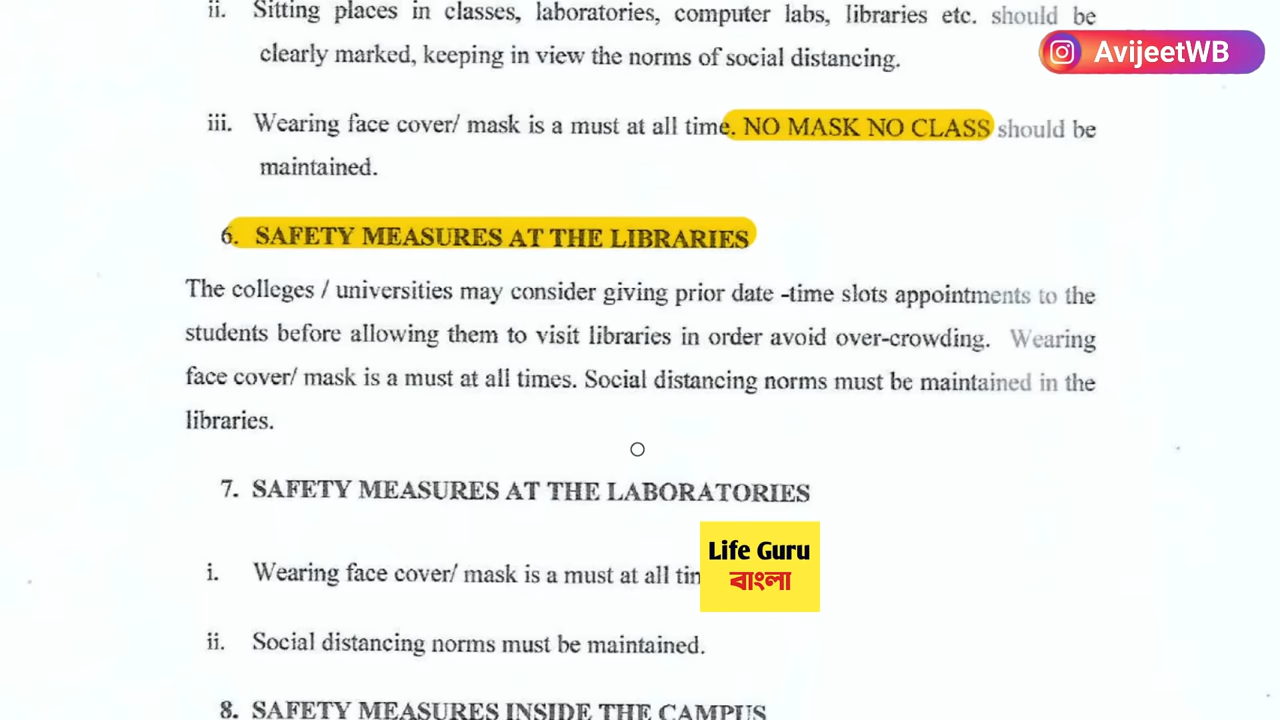 ii. Sitting places in classes, laboratories, computer labs, libraries etc. should be
clearly marked, keeping in view the norms of social distancing.
AvijeetWB
iii. Wearing face cover/ mask is a must at all time. NO MASK NO CLASS should be
maintained.
6. SAFETY MEASURES AT THE LIBRARIES
The colleges / universities may consider giving prior date -time slots appointments to the
students before allowing them to visit libraries in order avoid over-crowding. Wearing
face cover/ mask is a must at all times. Social distancing norms must be maintained in the
libraries.
7. SAFETY MEASURES AT THE LABORATORIES
Life Guru
বাংলা
i. Wearing face cover/ mask is a must at all
ii. Social distancing norms must be maintained.
8. SAFETY MEASURES INSIDE THE CAMPUS